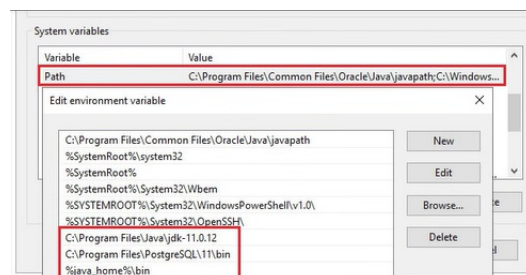 System variables
Variable Value
Path C:\Program Files\Common Files\Oracle\Java\javapath;C:\Windows...
Edit environment variable
C:\Program Files\Common Files\Oracle\Java\javapath
New
%SystemRoot%\system32
%SystemRoot%
Edit
%SystemRoot%\System32\Wbem
%SYSTEMROOT%\System32\WindowsPowerShell\v1.0\
Browse...
%SYSTEMROOT%\System32\OpenSSH\
C:\Program Files\Java\jdk-11.0.12
Delete
C:\Program Files\PostgreSQL\11\bin
%java_home%\bin